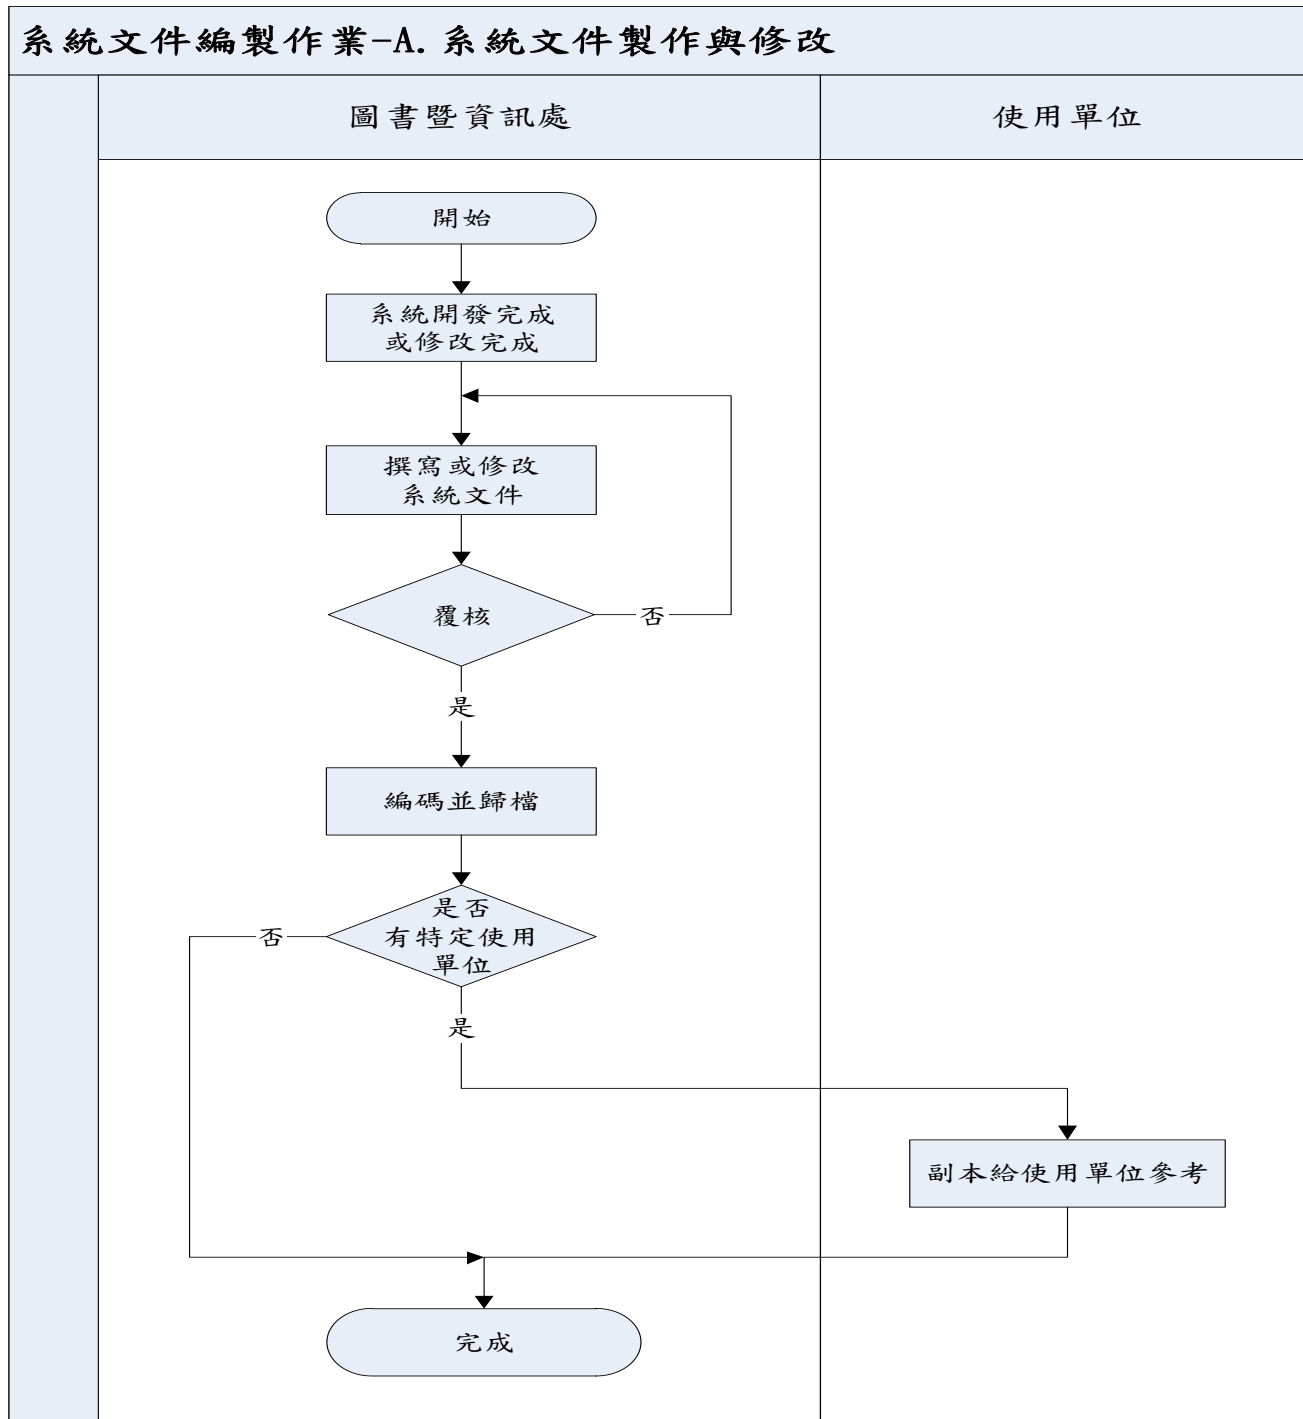 系統文件編製作業-A.系統文件製作與修改
圖書暨資訊處
使用單位
開始
系統開發完成
或修改完成
撰寫或修改
系統文件
覆核
否
是
編碼並歸檔
是否
有特定使用
單位
否
是
副本給使用單位參考
完成